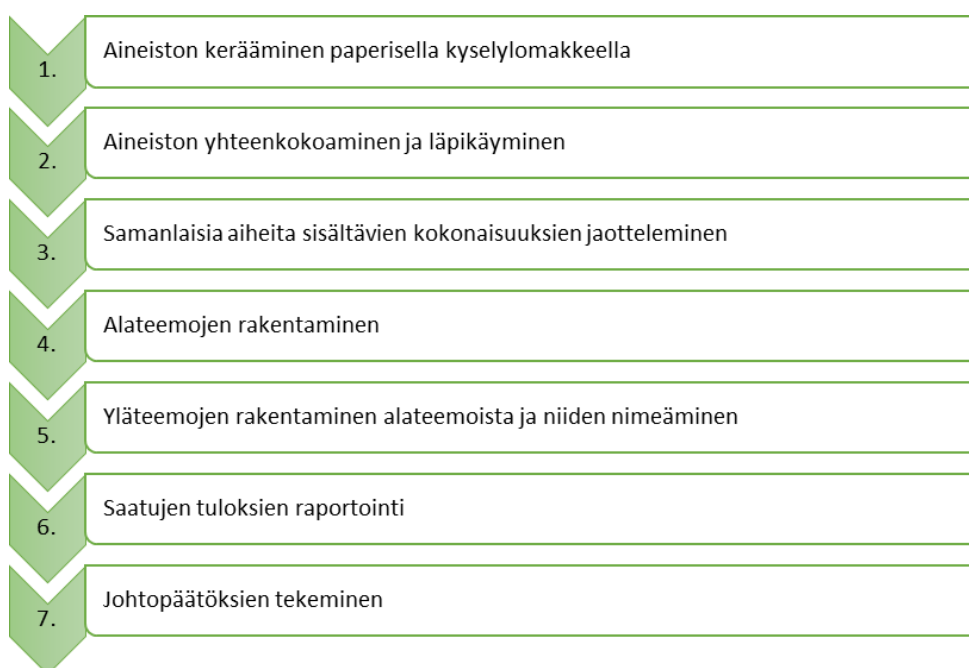 1. Aineiston kerääminen paperisella kyselylomakkeella
2. Aineiston yhteenkokoaminen ja läpikäyminen
3. Samanlaisia aiheita sisältävien kokonaisuuksien jaotteleminen
4. Alateemojen rakentaminen
5. Yläteemojen rakentaminen alateemoista ja niiden nimeäminen
6. Saatujen tuloksien raportointi
7. Johtopäätöksien tekeminen